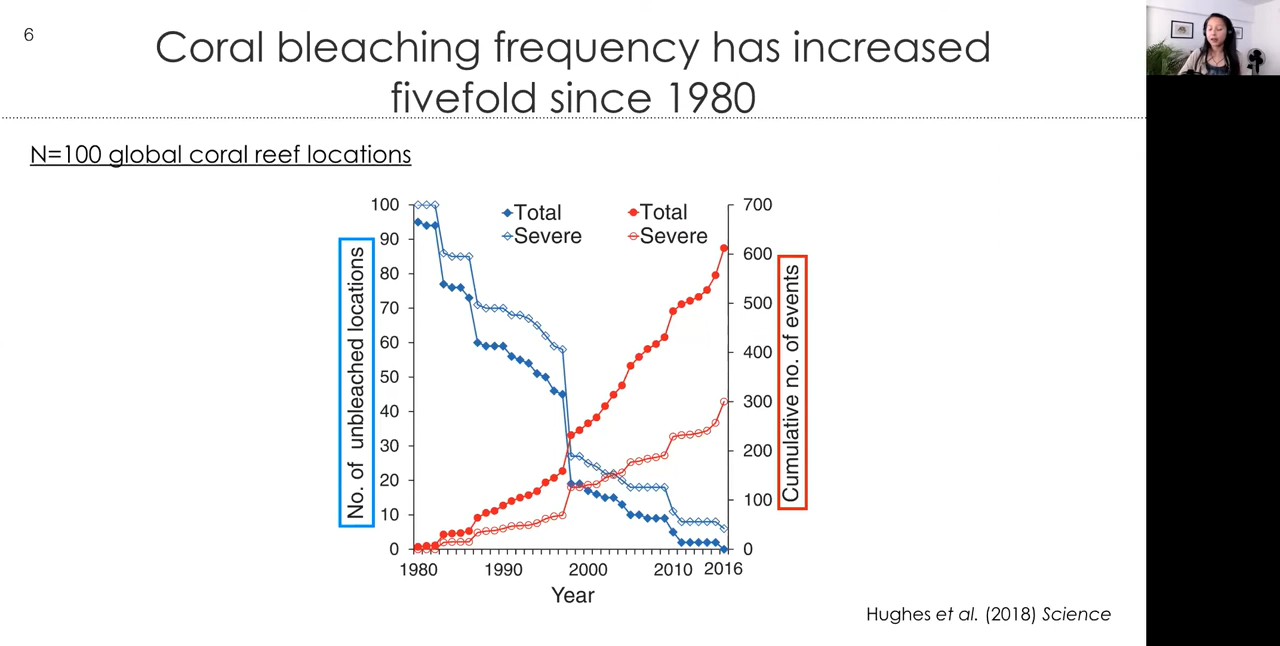 6
Coral bleaching frequency has increased
fivefold since 1980
N=100 global coral reef locations
100
90
80
70
60
50
40
30
20
10
0
No. of unbleached locations
Total
Severe
Total
Severe
700
600
500
400
300
200
100
0
Cumulative no. of events
1980
1990
2000
2010
2016
Year
Hughes et al. (2018) Science